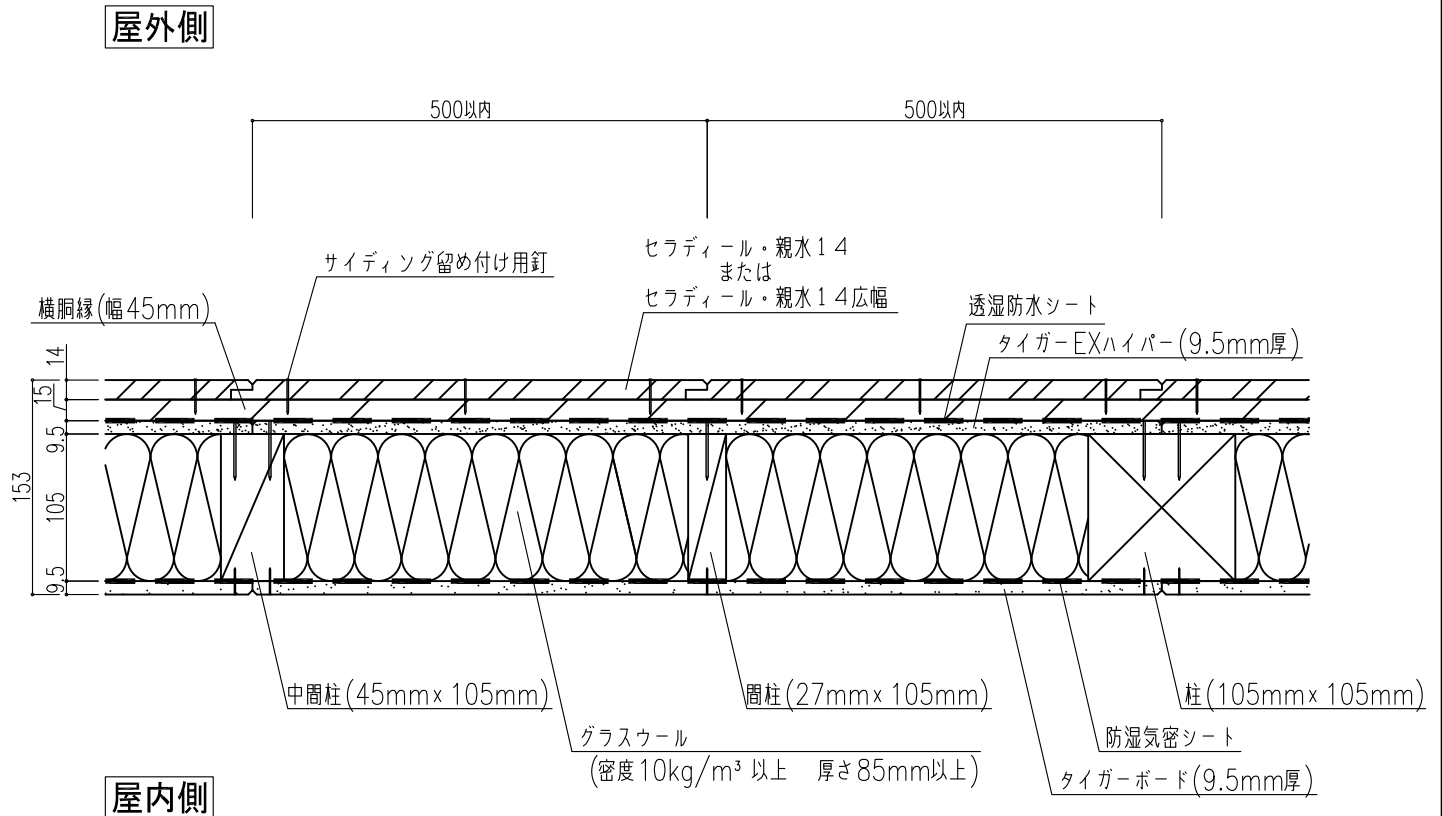 屋外側
500以内
500以内
サイディング留め付け用釘
セラディール・親水14
または
セラディール・親水14広幅
横胴縁(幅45mm)
透湿防水シート
タイガーEXハイパー(9.5mm厚)
14
15
9.5
153
105
9.5
中間柱(45mm×105mm)
間柱(27mm×105mm)
柱(105mm×105mm)
グラスウール
(密度10kg/m³以上 厚さ85mm以上)
防湿気密シート
タイガーボード(9.5mm厚)
屋内側